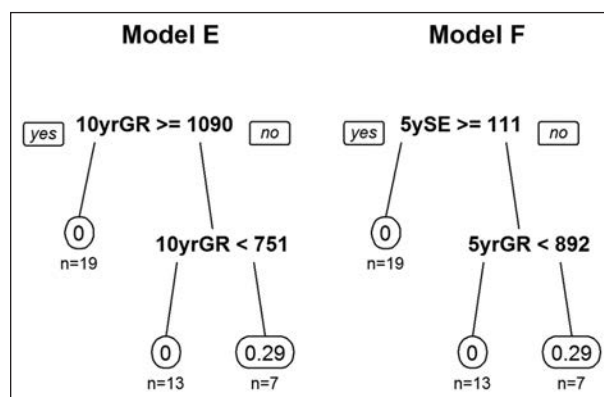 Model E
yes 10yrGR >= 1090 no
0
n=19
10yrGR < 751
0
n=13
0.29
n=7
Model F
yes 5ySE >= 111 no
0
n=19
5yrGR < 892
0
n=13
0.29
n=7